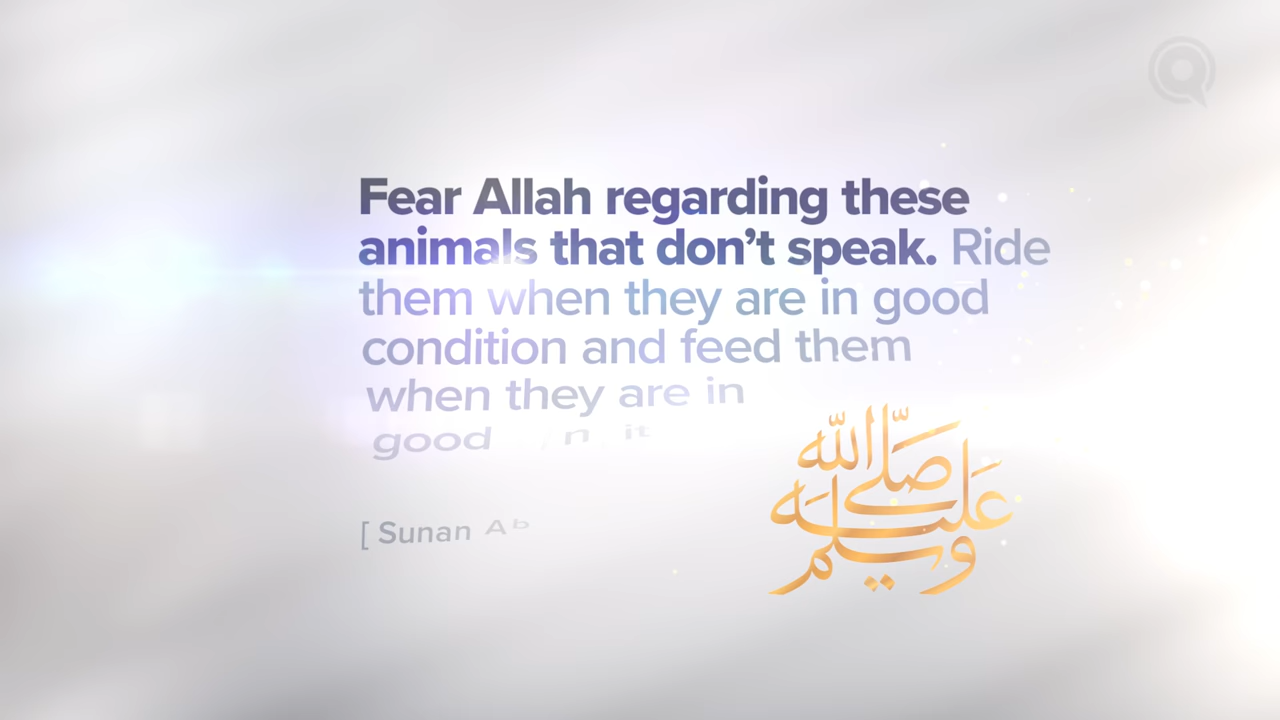 Fear Allah regarding these
animals that don’t speak. Ride
them when they are in good
condition and feed them
when they are in
good
[ Sunan Ab
صلى الله
عليه
وسلم